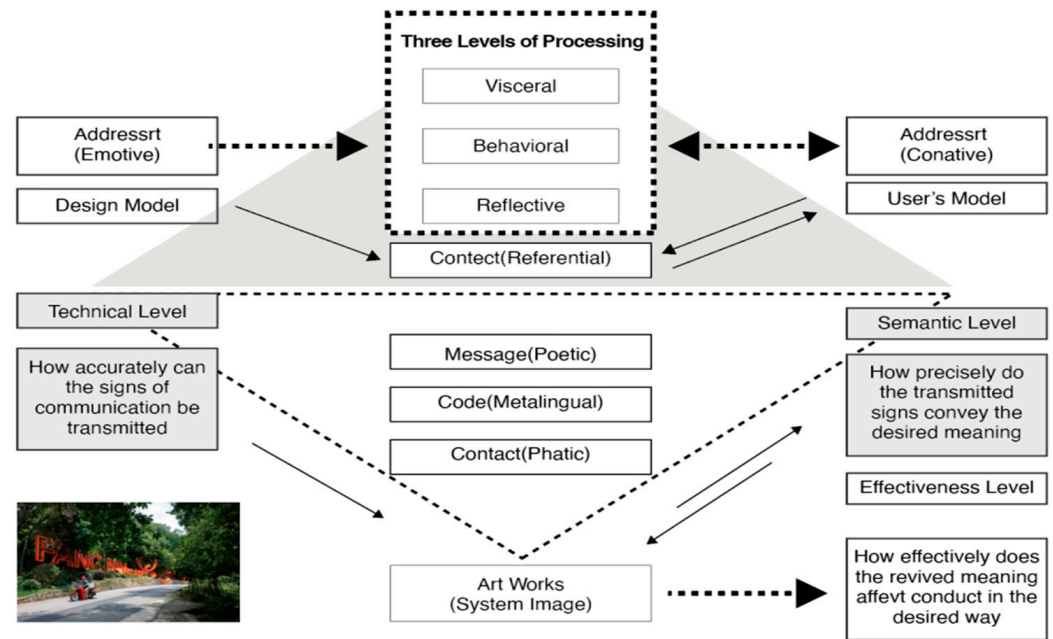 Three Levels of Processing
Visceral
Behavioral
Reflective
Addressrt
(Emotive)
Design Model
Addressrt
(Conative)
User's Model
Contect(Referential)
Technical Level
How accurately can
the signs of
communication be
transmitted
Message(Poetic)
Code(Metalingual)
Contact(Phatic)
Semantic Level
How precisely do
the transmitted
signs convey the
desired meaning
Effectiveness Level
Art Works
(System Image)
How effectively does
the revived meaning
affevt conduct in the
desired way